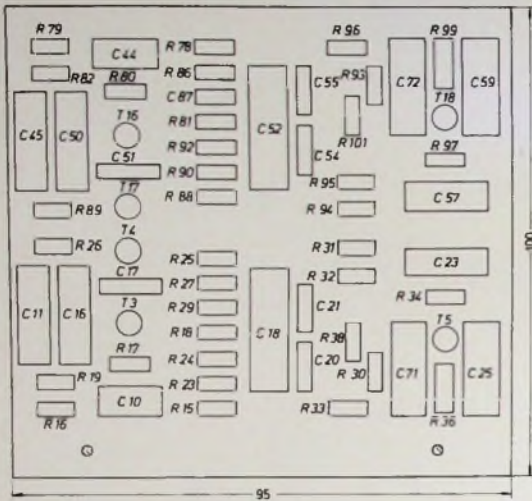 R 79
R 78
R 96
R 99
C 44
R 82
R 80
R 86
C 55
R 93
C 72
C 59
C 87
T 18
C 45
C 50
T 16
R 81
C 52
R 101
C 51
R 92
C 54
R 97
R 90
R 95
T 17
R 88
C 57
R 89
R 94
T 4
R 26
R 31
R 25
C 23
C 17
R 27
R 32
C 11
C 16
T 3
R 29
C 18
C 21
R 34
R 18
R 38
T 5
R 17
R 24
C 20
C 71
C 25
R 19
R 23
R 30
C 10
R 16
R 15
R 33
R 36
100
95